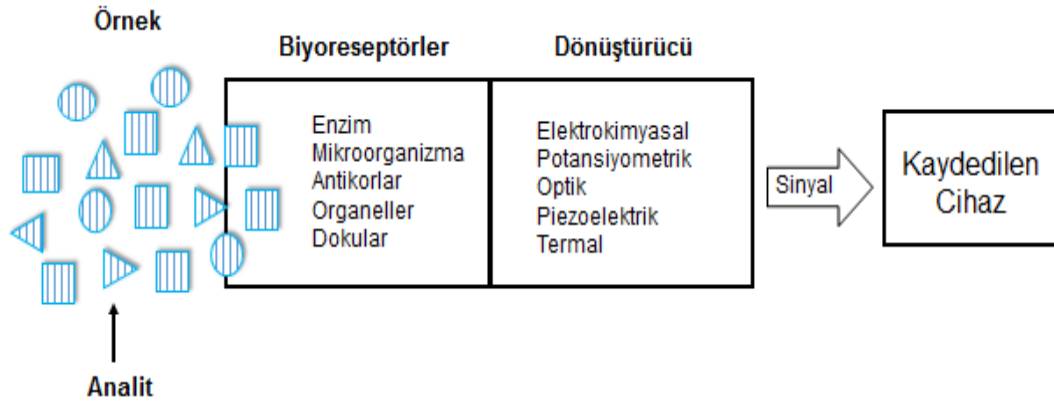 Örnek
Biyoreseptörler
Dönüştürücü
Enzim
Mikroorganizma
Antikorlar
Organeller
Dokular
Elektrokimyasal
Potansiyometrik
Optik
Piezoelektrik
Termal
Sinyal
Kaydedilen
Cihaz
Analit